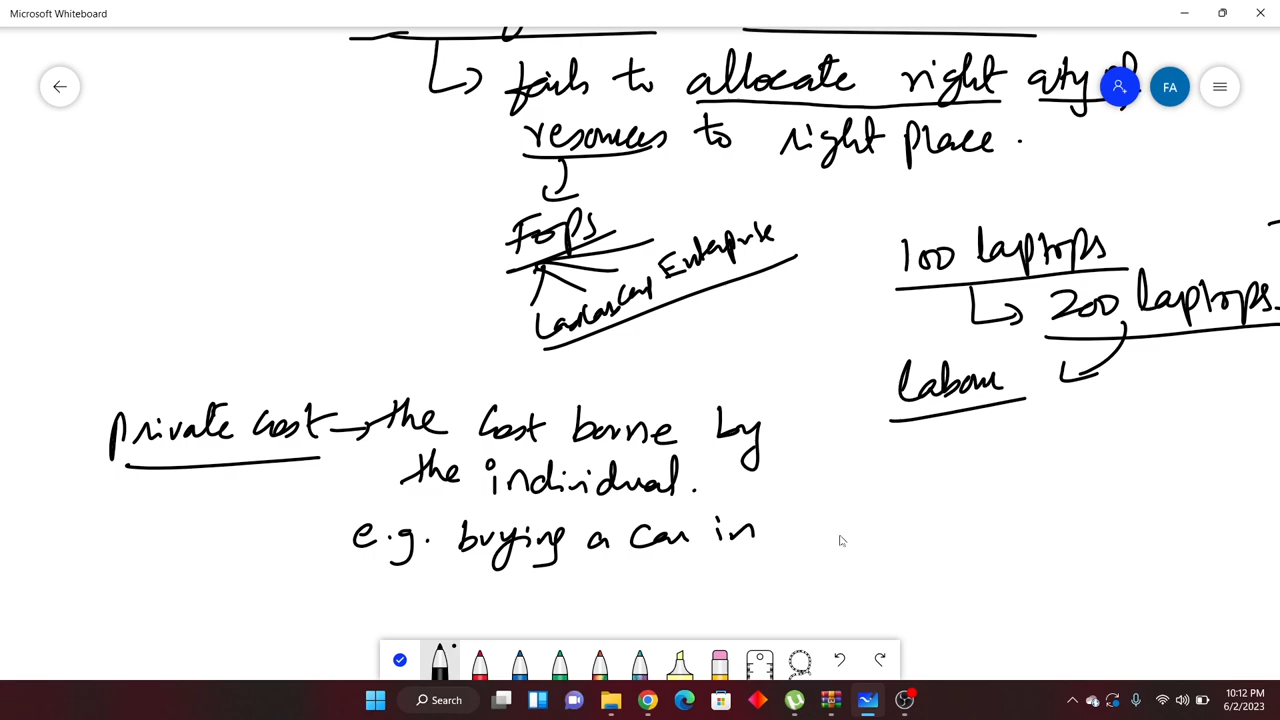 Microsoft Whiteboard
fails to allocate right qty of
resources to right place.
FOPS
Enterprise
100 laptops
200 laptops.
labour
private cost → the cost borne by
the individual.
e.g. buying a car in
FA
Search
10:12 PM
6/2/2023